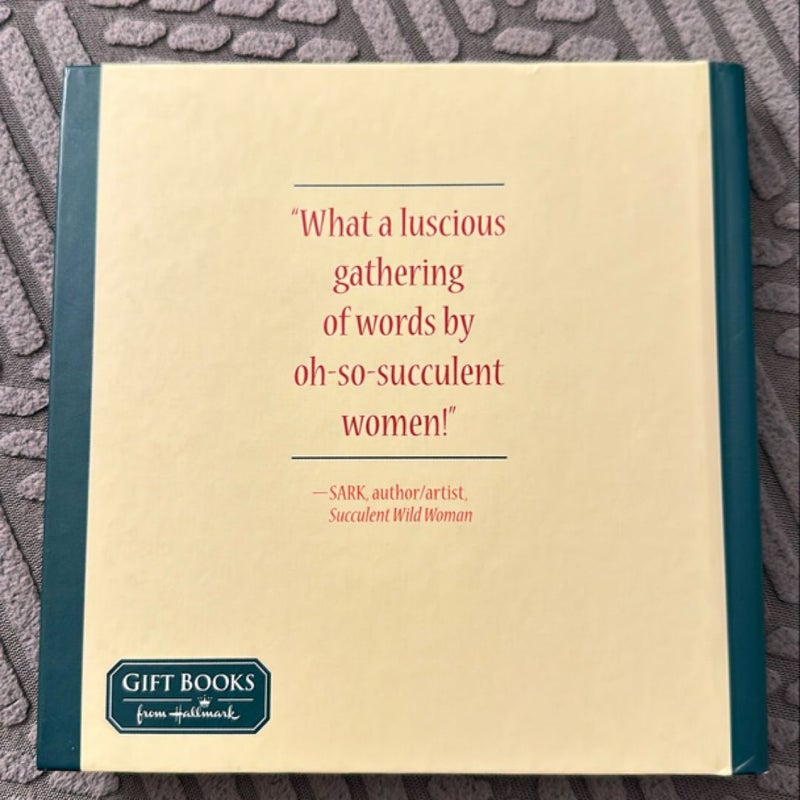 “What a luscious
gathering
of words by
oh-so-succulent
women!”
—SARK, author/artist,
Succulent Wild Woman
GIFT BOOKS
from Hallmark